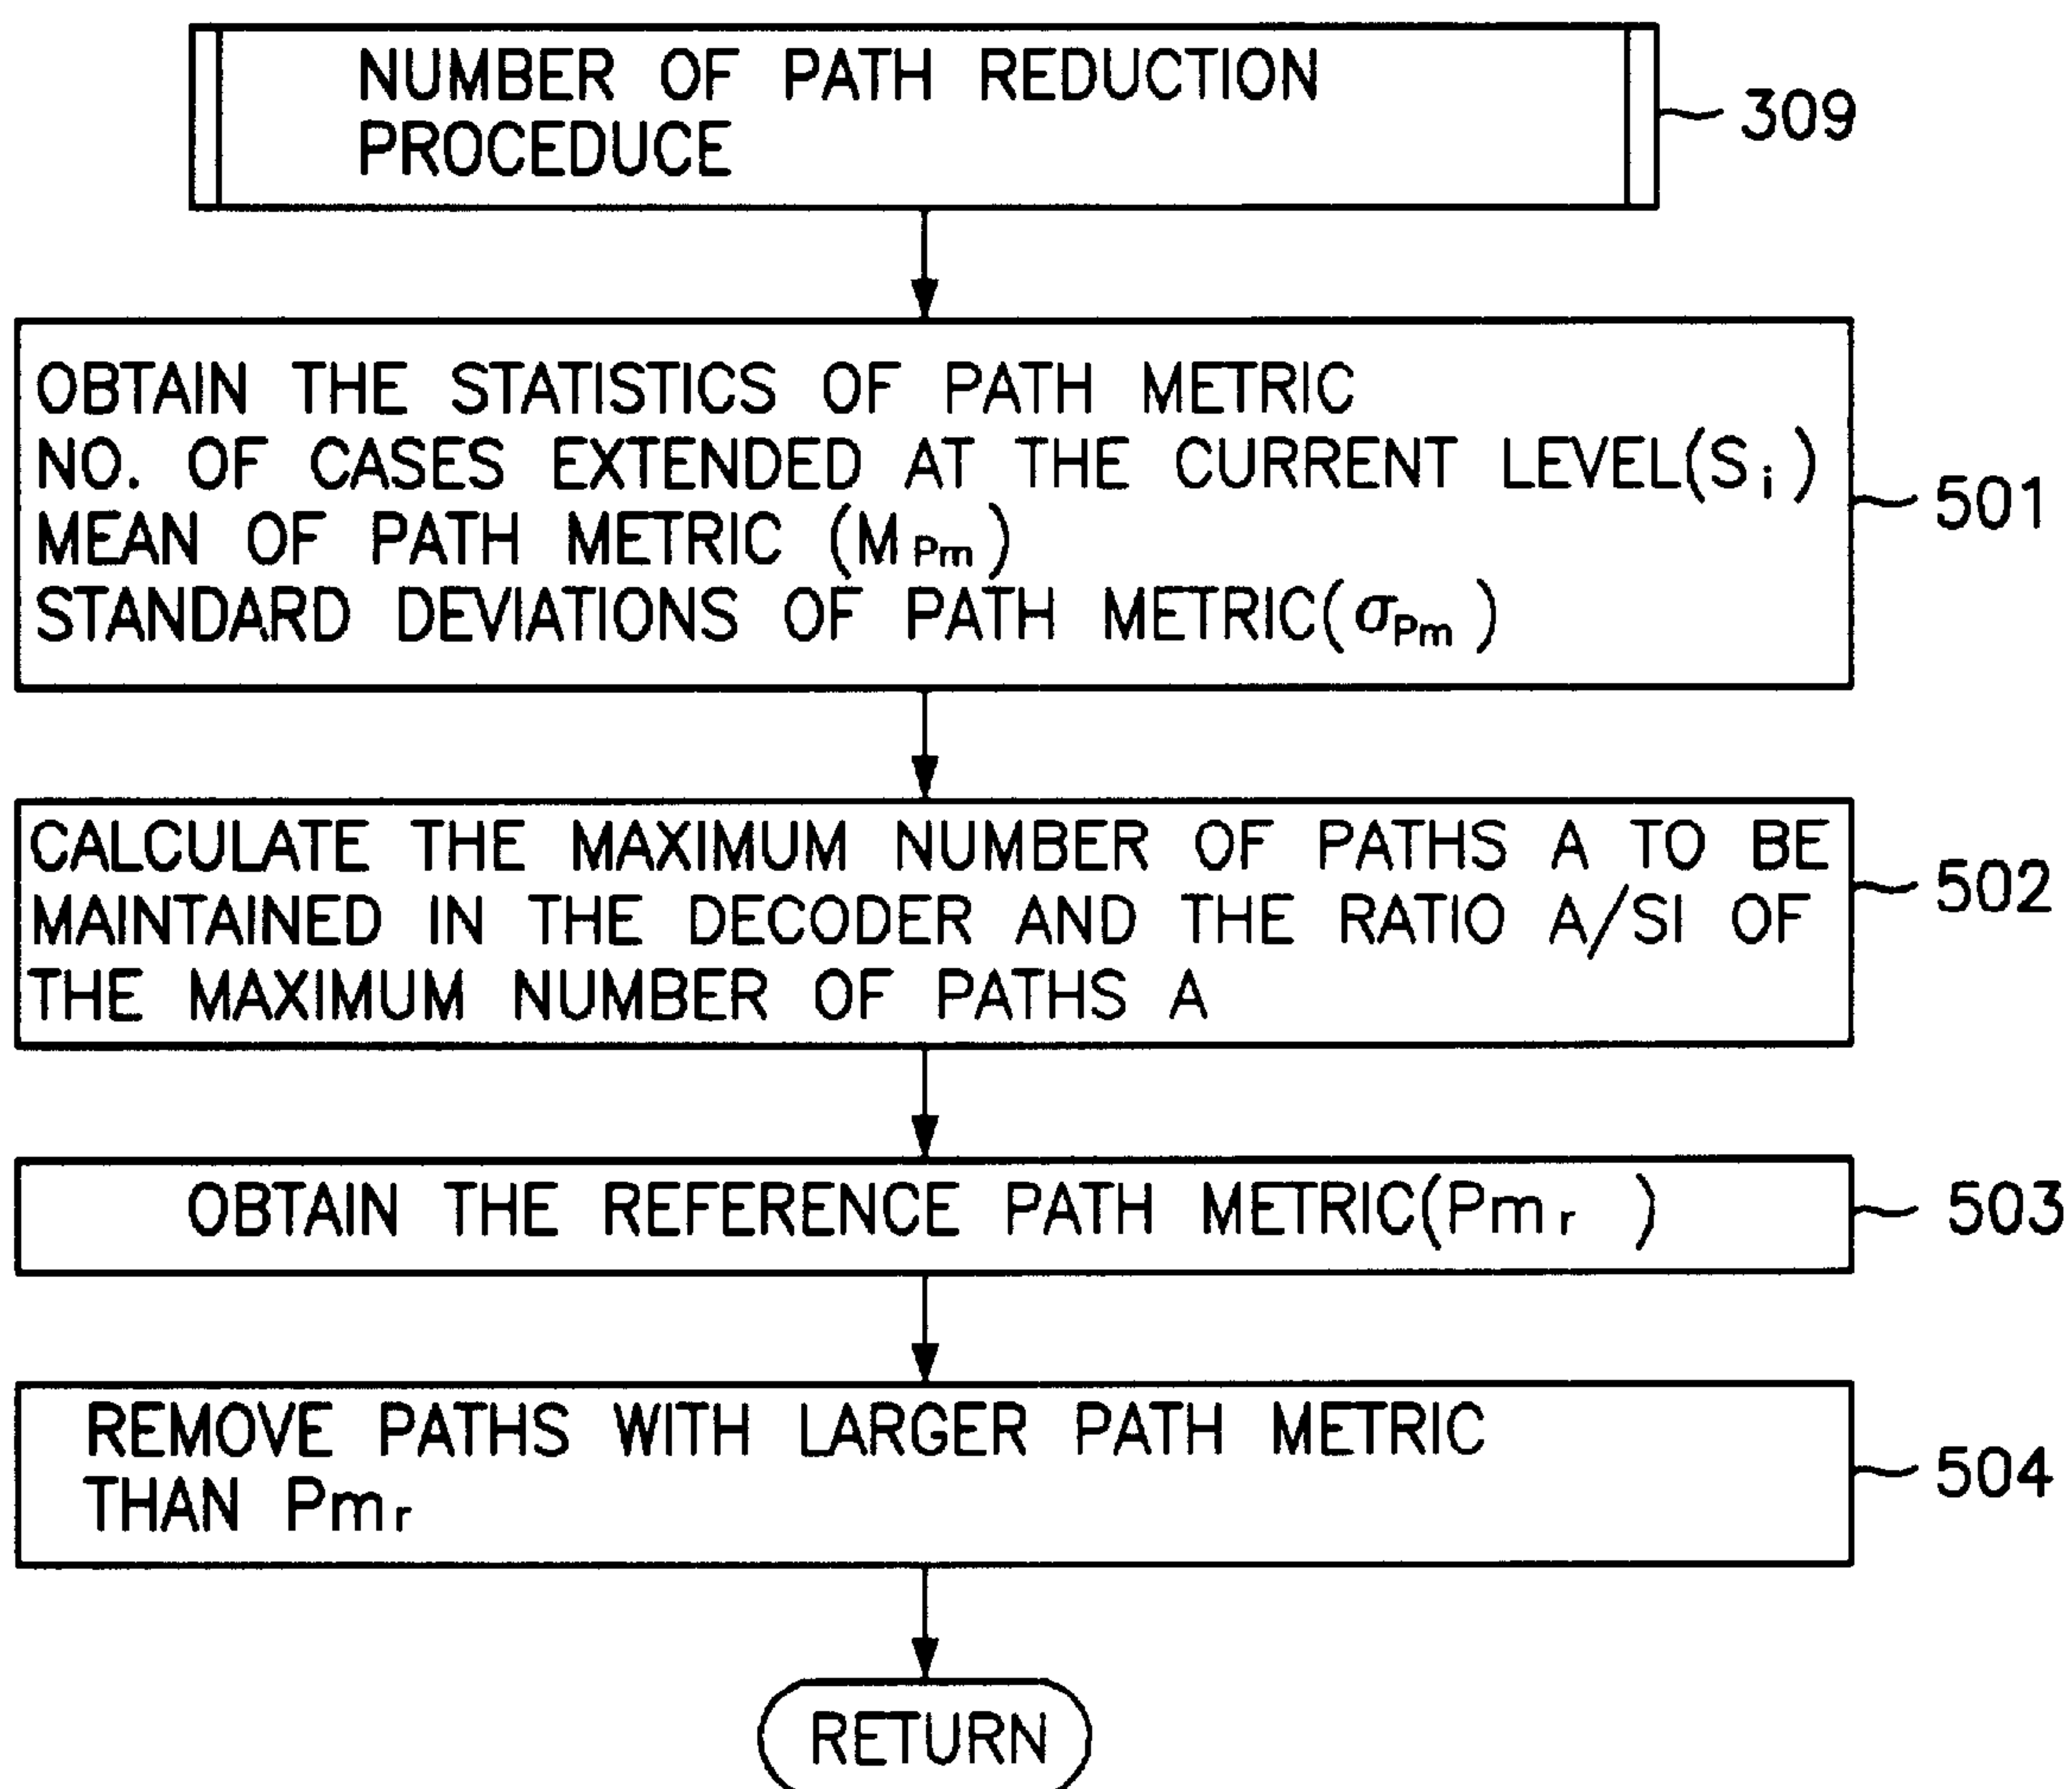 NUMBER OF PATH REDUCTION
PROCEDUCE
309
OBTAIN THE STATISTICS OF PATH METRIC
NO. OF CASES EXTENDED AT THE CURRENT LEVEL(Si)
MEAN OF PATH METRIC (MPm)
STANDARD DEVIATIONS OF PATH METRIC(σPm)
501
CALCULATE THE MAXIMUM NUMBER OF PATHS A TO BE
MAINTAINED IN THE DECODER AND THE RATIO A/SI OF
THE MAXIMUM NUMBER OF PATHS A
502
OBTAIN THE REFERENCE PATH METRIC(Pmr )
503
REMOVE PATHS WITH LARGER PATH METRIC
THAN Pmr
504
RETURN